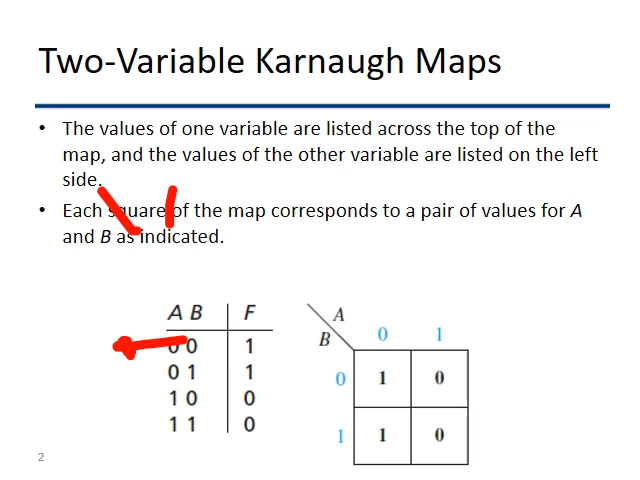 Two-Variable Karnaugh Maps
• The values of one variable are listed across the top of the
map, and the values of the other variable are listed on the left
side.
• Each square of the map corresponds to a pair of values for A
and B as indicated.
A B F
0 0 1
0 1 1
1 0 0
1 1 0
A
B
0 1
0 1 0
1 1 0
2